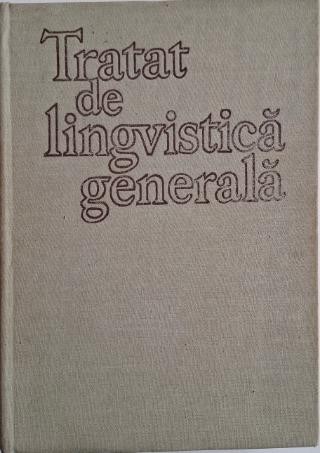 Tratat
de
lingvistică
generală